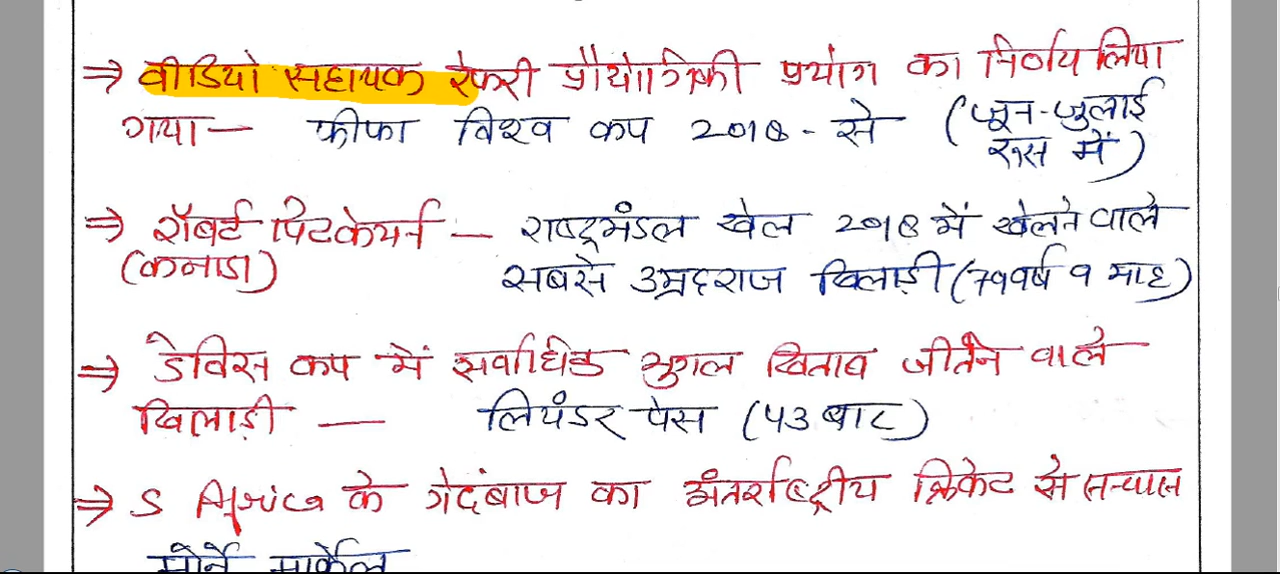 ⇒ वीडियो सहायक रेफरी प्रौद्योगिकी प्रयोग का निर्णय लिया
गया — फीफा विश्व कप 2018 - से (जून-जुलाई
रूस में)
⇒ रॉबर्ट पिटकेयर्न — राष्ट्रमंडल खेल 2018 में खेलने वाले
(कनाडा) सबसे उम्रदराज खिलाड़ी (79 वर्ष 9 माह)
⇒ डेविस कप में सर्वाधिक युगल खिताब जीतने वाले
खिलाड़ी — लियंडर पेस (43 बार)
⇒ S Africa के गेंदबाज का अंतर्राष्ट्रीय क्रिकेट से सन्यास
मोर्ने मार्केल